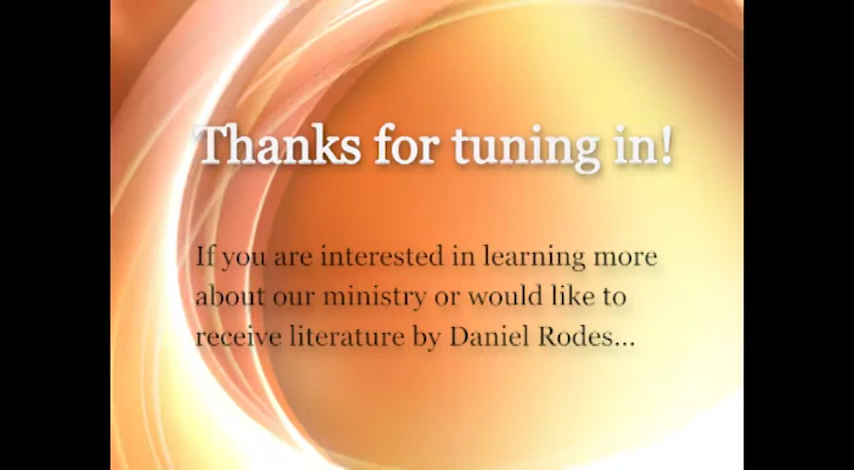 Thanks for tuning in!
If you are interested in learning more
about our ministry or would like to
receive literature by Daniel Rodes...